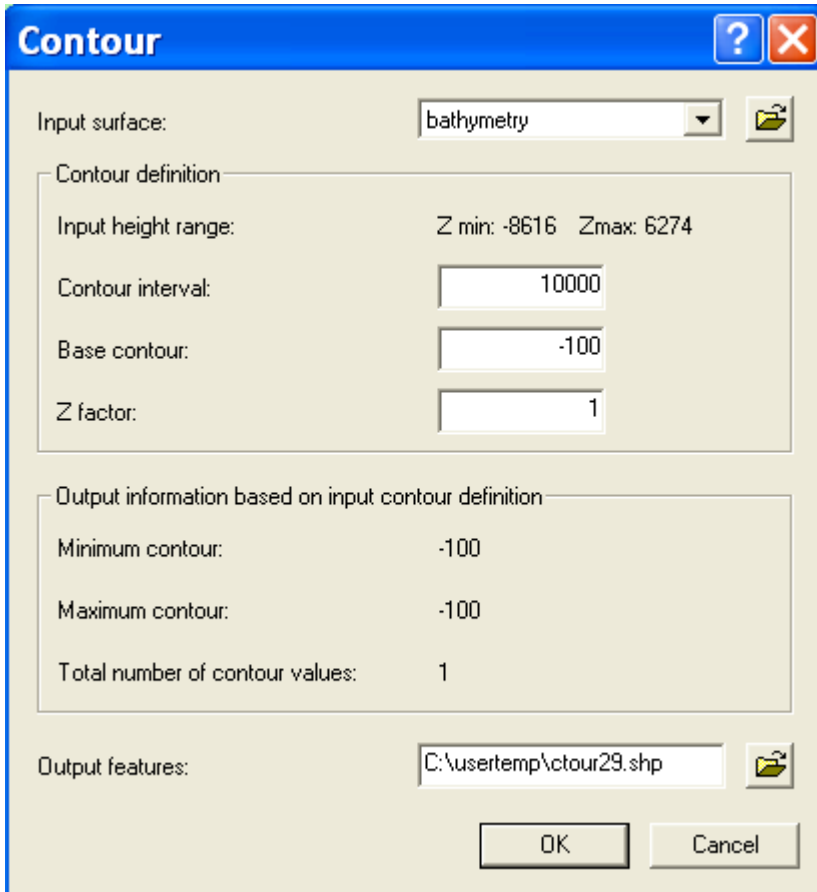 Contour
Input surface: bathymetry
Contour definition
Input height range: Z min: -8616 Zmax: 6274
Contour interval: 10000
Base contour: -100
Z factor: 1
Output information based on input contour definition
Minimum contour: -100
Maximum contour: -100
Total number of contour values: 1
Output features: C:\usertemp\ctour29.shp
OK Cancel